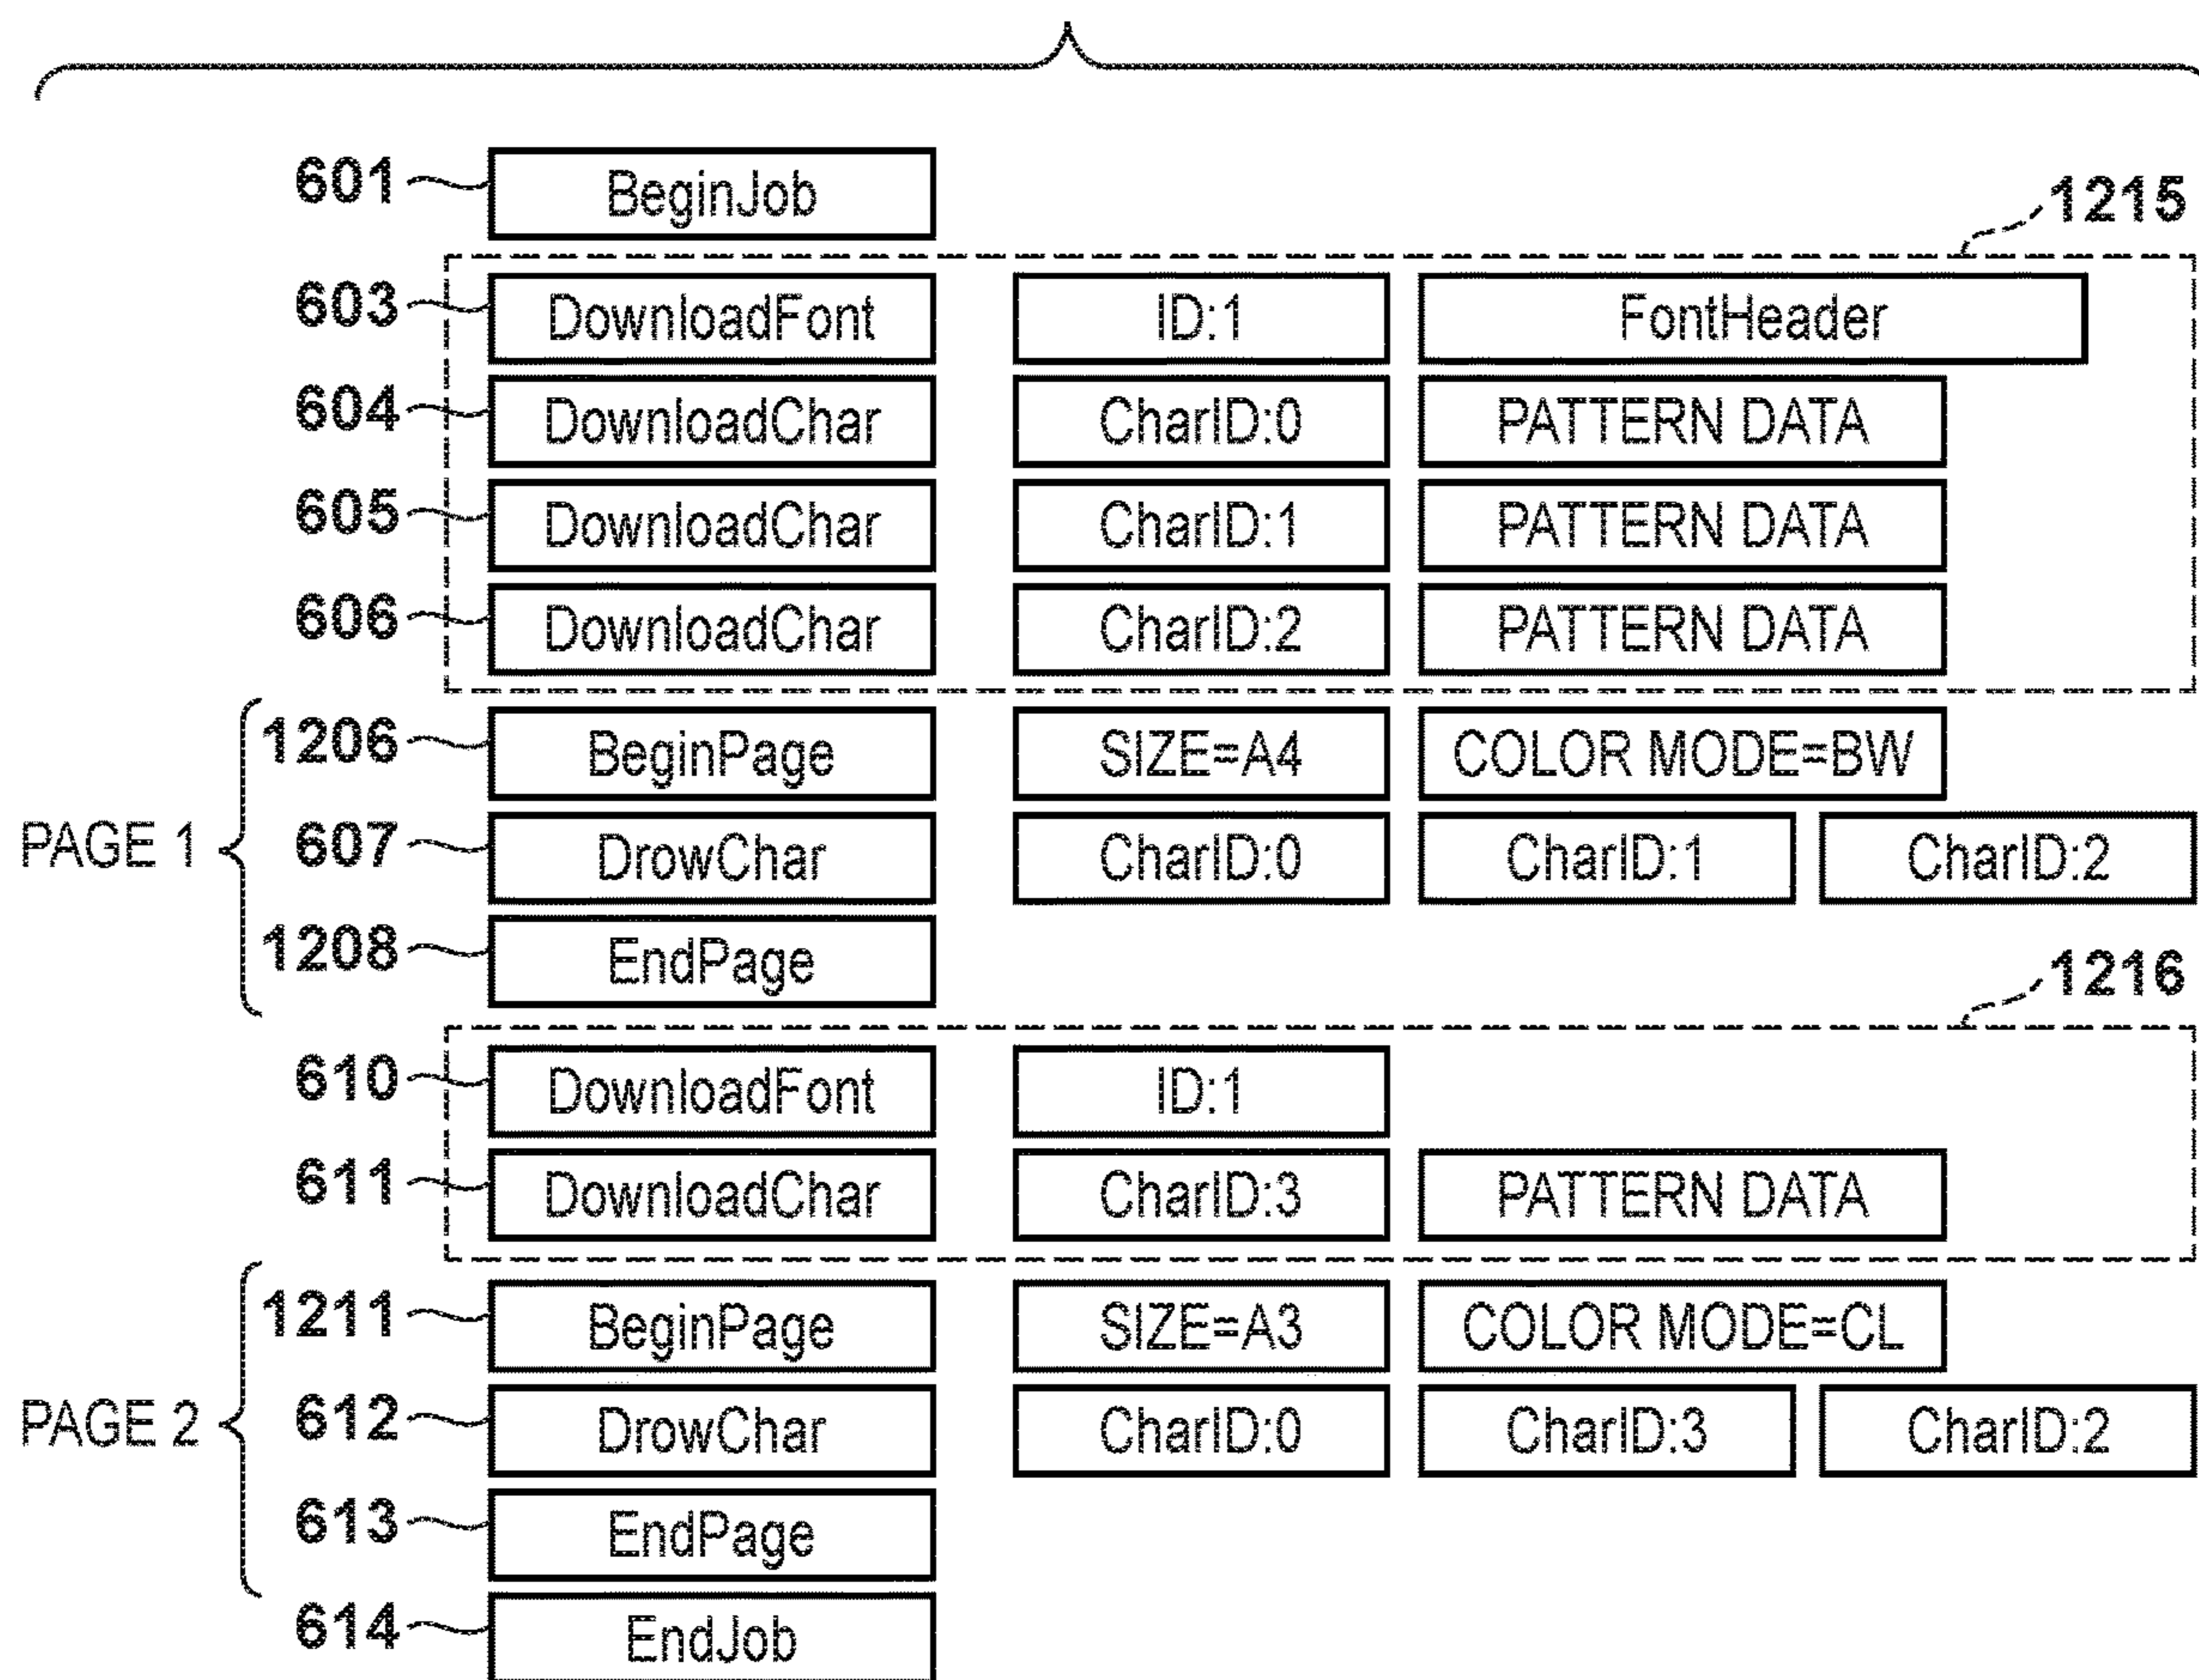 601 BeginJob
1215
603 DownloadFont ID:1 FontHeader
604 DownloadChar CharID:0 PATTERN DATA
605 DownloadChar CharID:1 PATTERN DATA
606 DownloadChar CharID:2 PATTERN DATA
1206 BeginPage SIZE=A4 COLOR MODE=BW
PAGE 1 607 DrowChar CharID:0 CharID:1 CharID:2
1208 EndPage
1216
610 DownloadFont ID:1
611 DownloadChar CharID:3 PATTERN DATA
1211 BeginPage SIZE=A3 COLOR MODE=CL
PAGE 2 612 DrowChar CharID:0 CharID:3 CharID:2
613 EndPage
614 EndJob